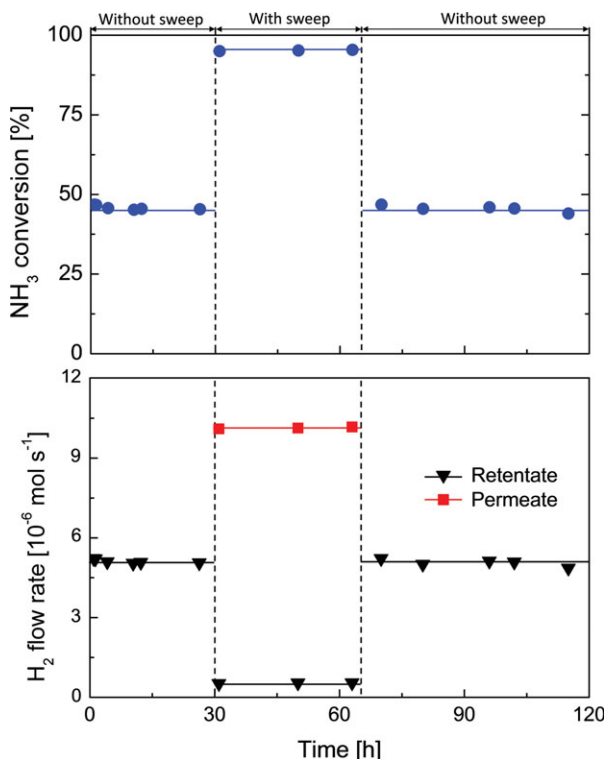 Without sweep With sweep Without sweep
100
75
50
25
0
NH₃ conversion [%]
12
9
6
3
0
H₂ flow rate [10⁻⁶ mol s⁻¹]
Retentate
Permeate
0 30 60 90 120
Time [h]